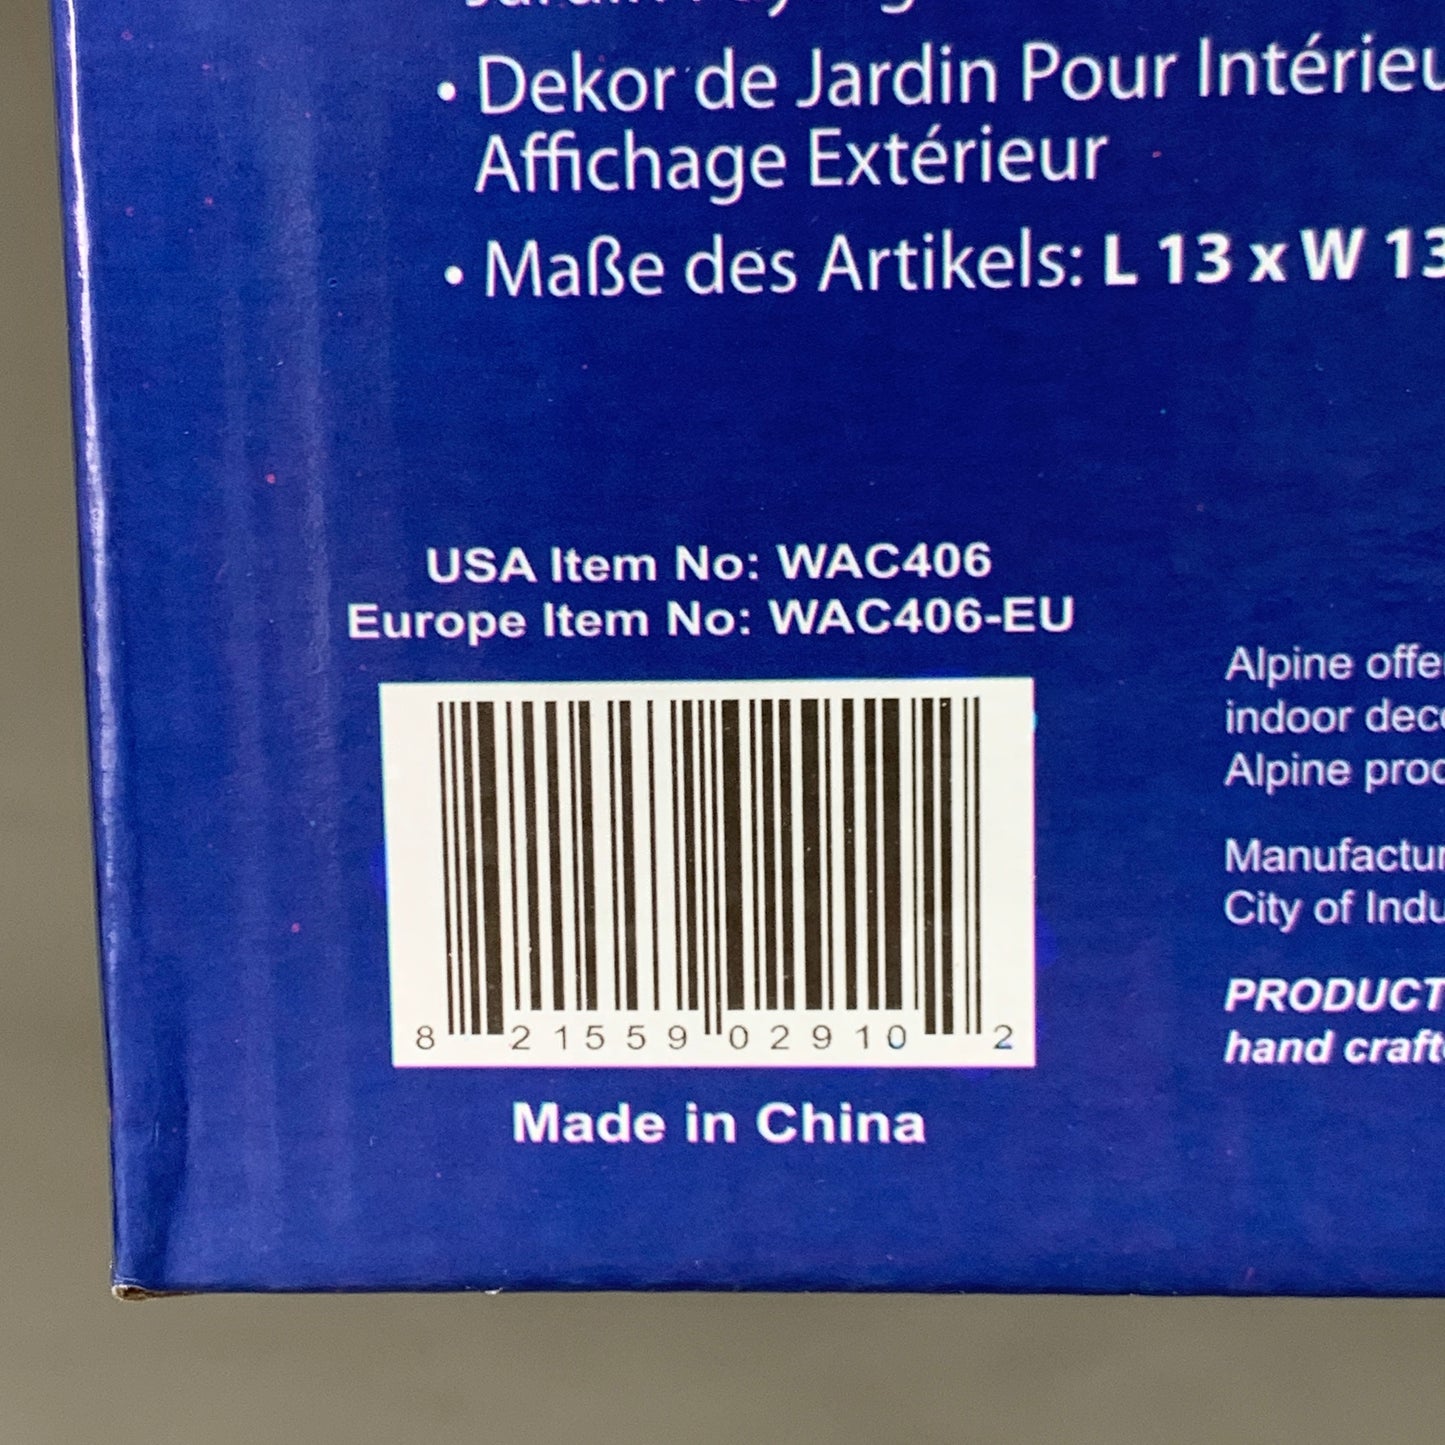 • Dekor de Jardin Pour Intérieu
Affichage Extérieur
• Maße des Artikels: L 13 x W 13
USA Item No: WAC406
Europe Item No: WAC406-EU
8 21559 02910 2
Made in China
Alpine offe
indoor dec
Alpine prod
Manufactur
City of Indu
PRODUCT
hand craft